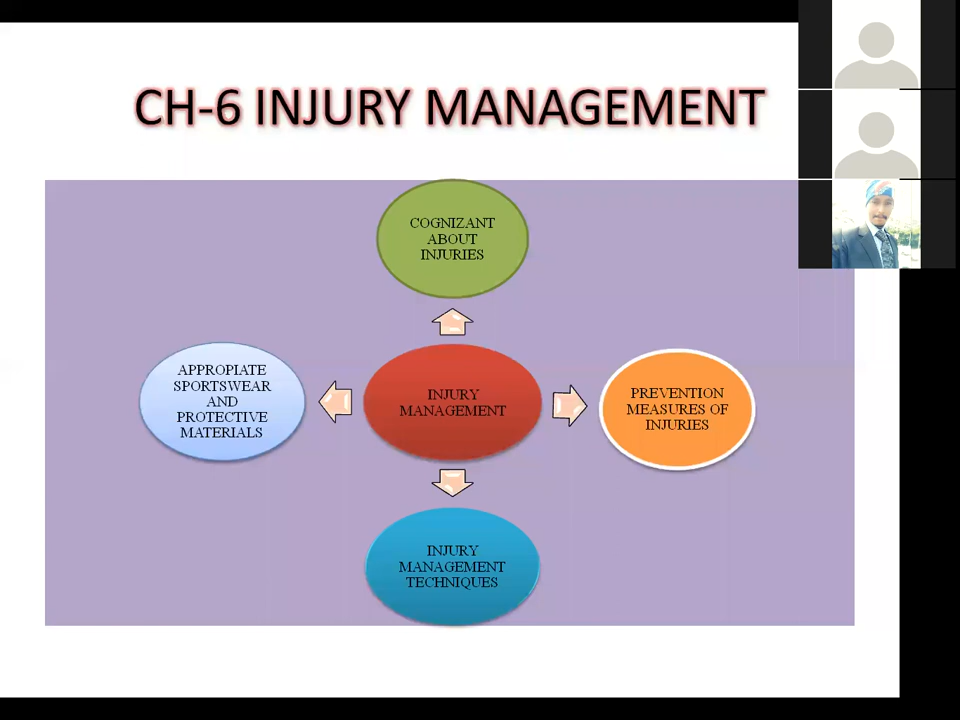 CH-6 INJURY MANAGEMENT
COGNIZANT
ABOUT
INJURIES
APPROPIATE
SPORTSWEAR
AND
PROTECTIVE
MATERIALS
INJURY
MANAGEMENT
PREVENTION
MEASURES OF
INJURIES
INJURY
MANAGEMENT
TECHNIQUES